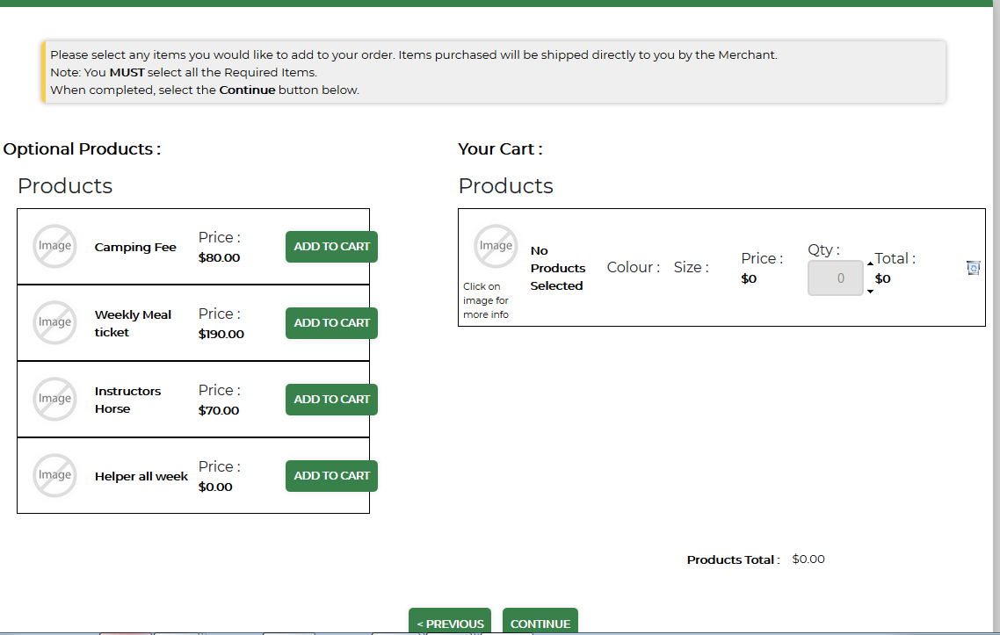 Please select any items you would like to add to your order. Items purchased will be shipped directly to you by the Merchant.
Note: You MUST select all the Required Items.
When completed, select the Continue button below.
Optional Products :
Products
Image
Camping Fee
Price :
$80.00
ADD TO CART
Image
Weekly Meal
ticket
Price :
$190.00
ADD TO CART
Image
Instructors
Horse
Price :
$70.00
ADD TO CART
Image
Helper all week
Price :
$0.00
ADD TO CART
Your Cart :
Products
Image
Click on
image for
more info
No
Products
Selected
Colour :
Size :
Price :
$0
Qty :
0
Total :
$0
Products Total : $0.00
< PREVIOUS
CONTINUE